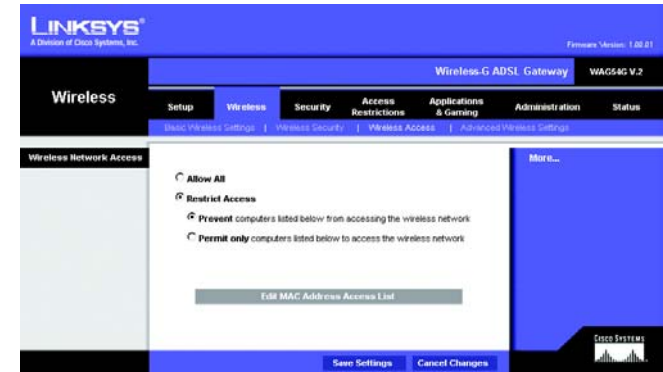 LINKSYS®
A Division of Cisco Systems, Inc.
Firmware Version: 1.00.01
Wireless-G ADSL Gateway WAG54G V.2
Wireless
Setup Wireless Security Access Restrictions Applications & Gaming Administration Status
Basic Wireless Settings | Wireless Security | Wireless Access | Advanced Wireless Settings
Wireless Network Access
More...
Allow All
Restrict Access
Prevent computers listed below from accessing the wireless network
Permit only computers listed below to access the wireless network
Edit MAC Address Access List
CISCO SYSTEMS
Save Settings Cancel Changes